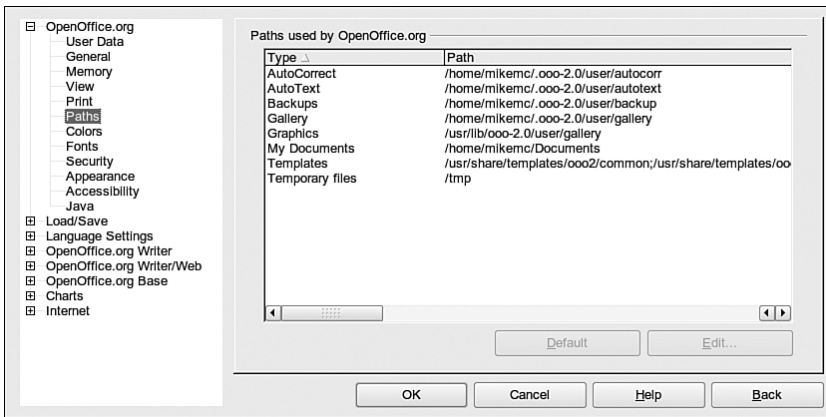 OpenOffice.org
User Data
General
Memory
View
Print
Paths
Colors
Fonts
Security
Appearance
Accessibility
Java
Load/Save
Language Settings
OpenOffice.org Writer
OpenOffice.org Writer/Web
OpenOffice.org Base
Charts
Internet
Paths used by OpenOffice.org
Type Path
AutoCorrect /home/mikemc/.ooo-2.0/user/autocorr
AutoText /home/mikemc/.ooo-2.0/user/autotext
Backups /home/mikemc/.ooo-2.0/user/backup
Gallery /home/mikemc/.ooo-2.0/user/gallery
Graphics /usr/lib/ooo-2.0/user/gallery
My Documents /home/mikemc/Documents
Templates /usr/share/templates/ooo2/common;/usr/share/templates/oo
Temporary files /tmp
Default Edit...
OK Cancel Help Back